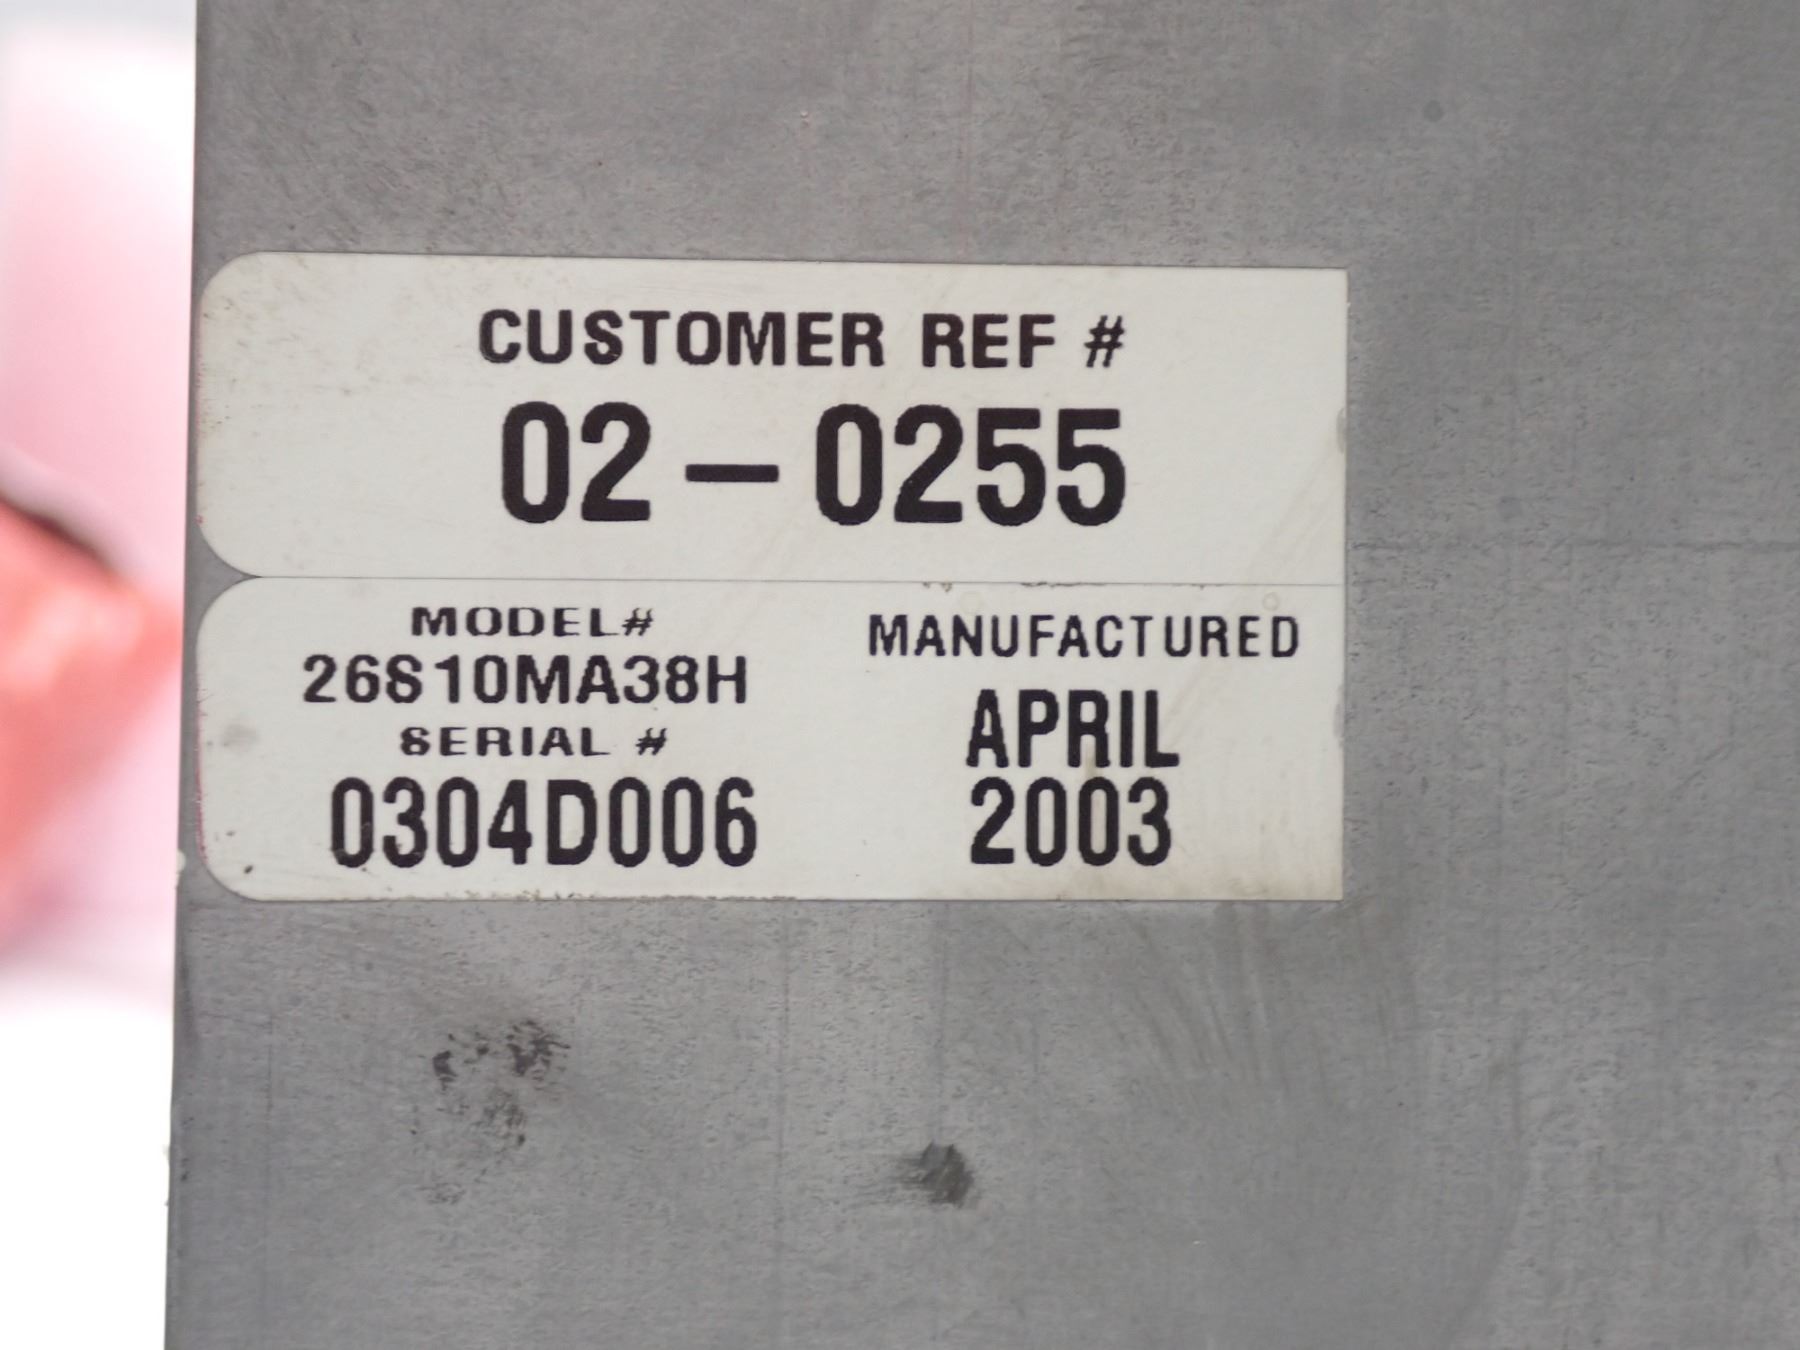 CUSTOMER REF #
02-0255
MODEL#
26S10MA38H
SERIAL #
0304D006
MANUFACTURED
APRIL
2003